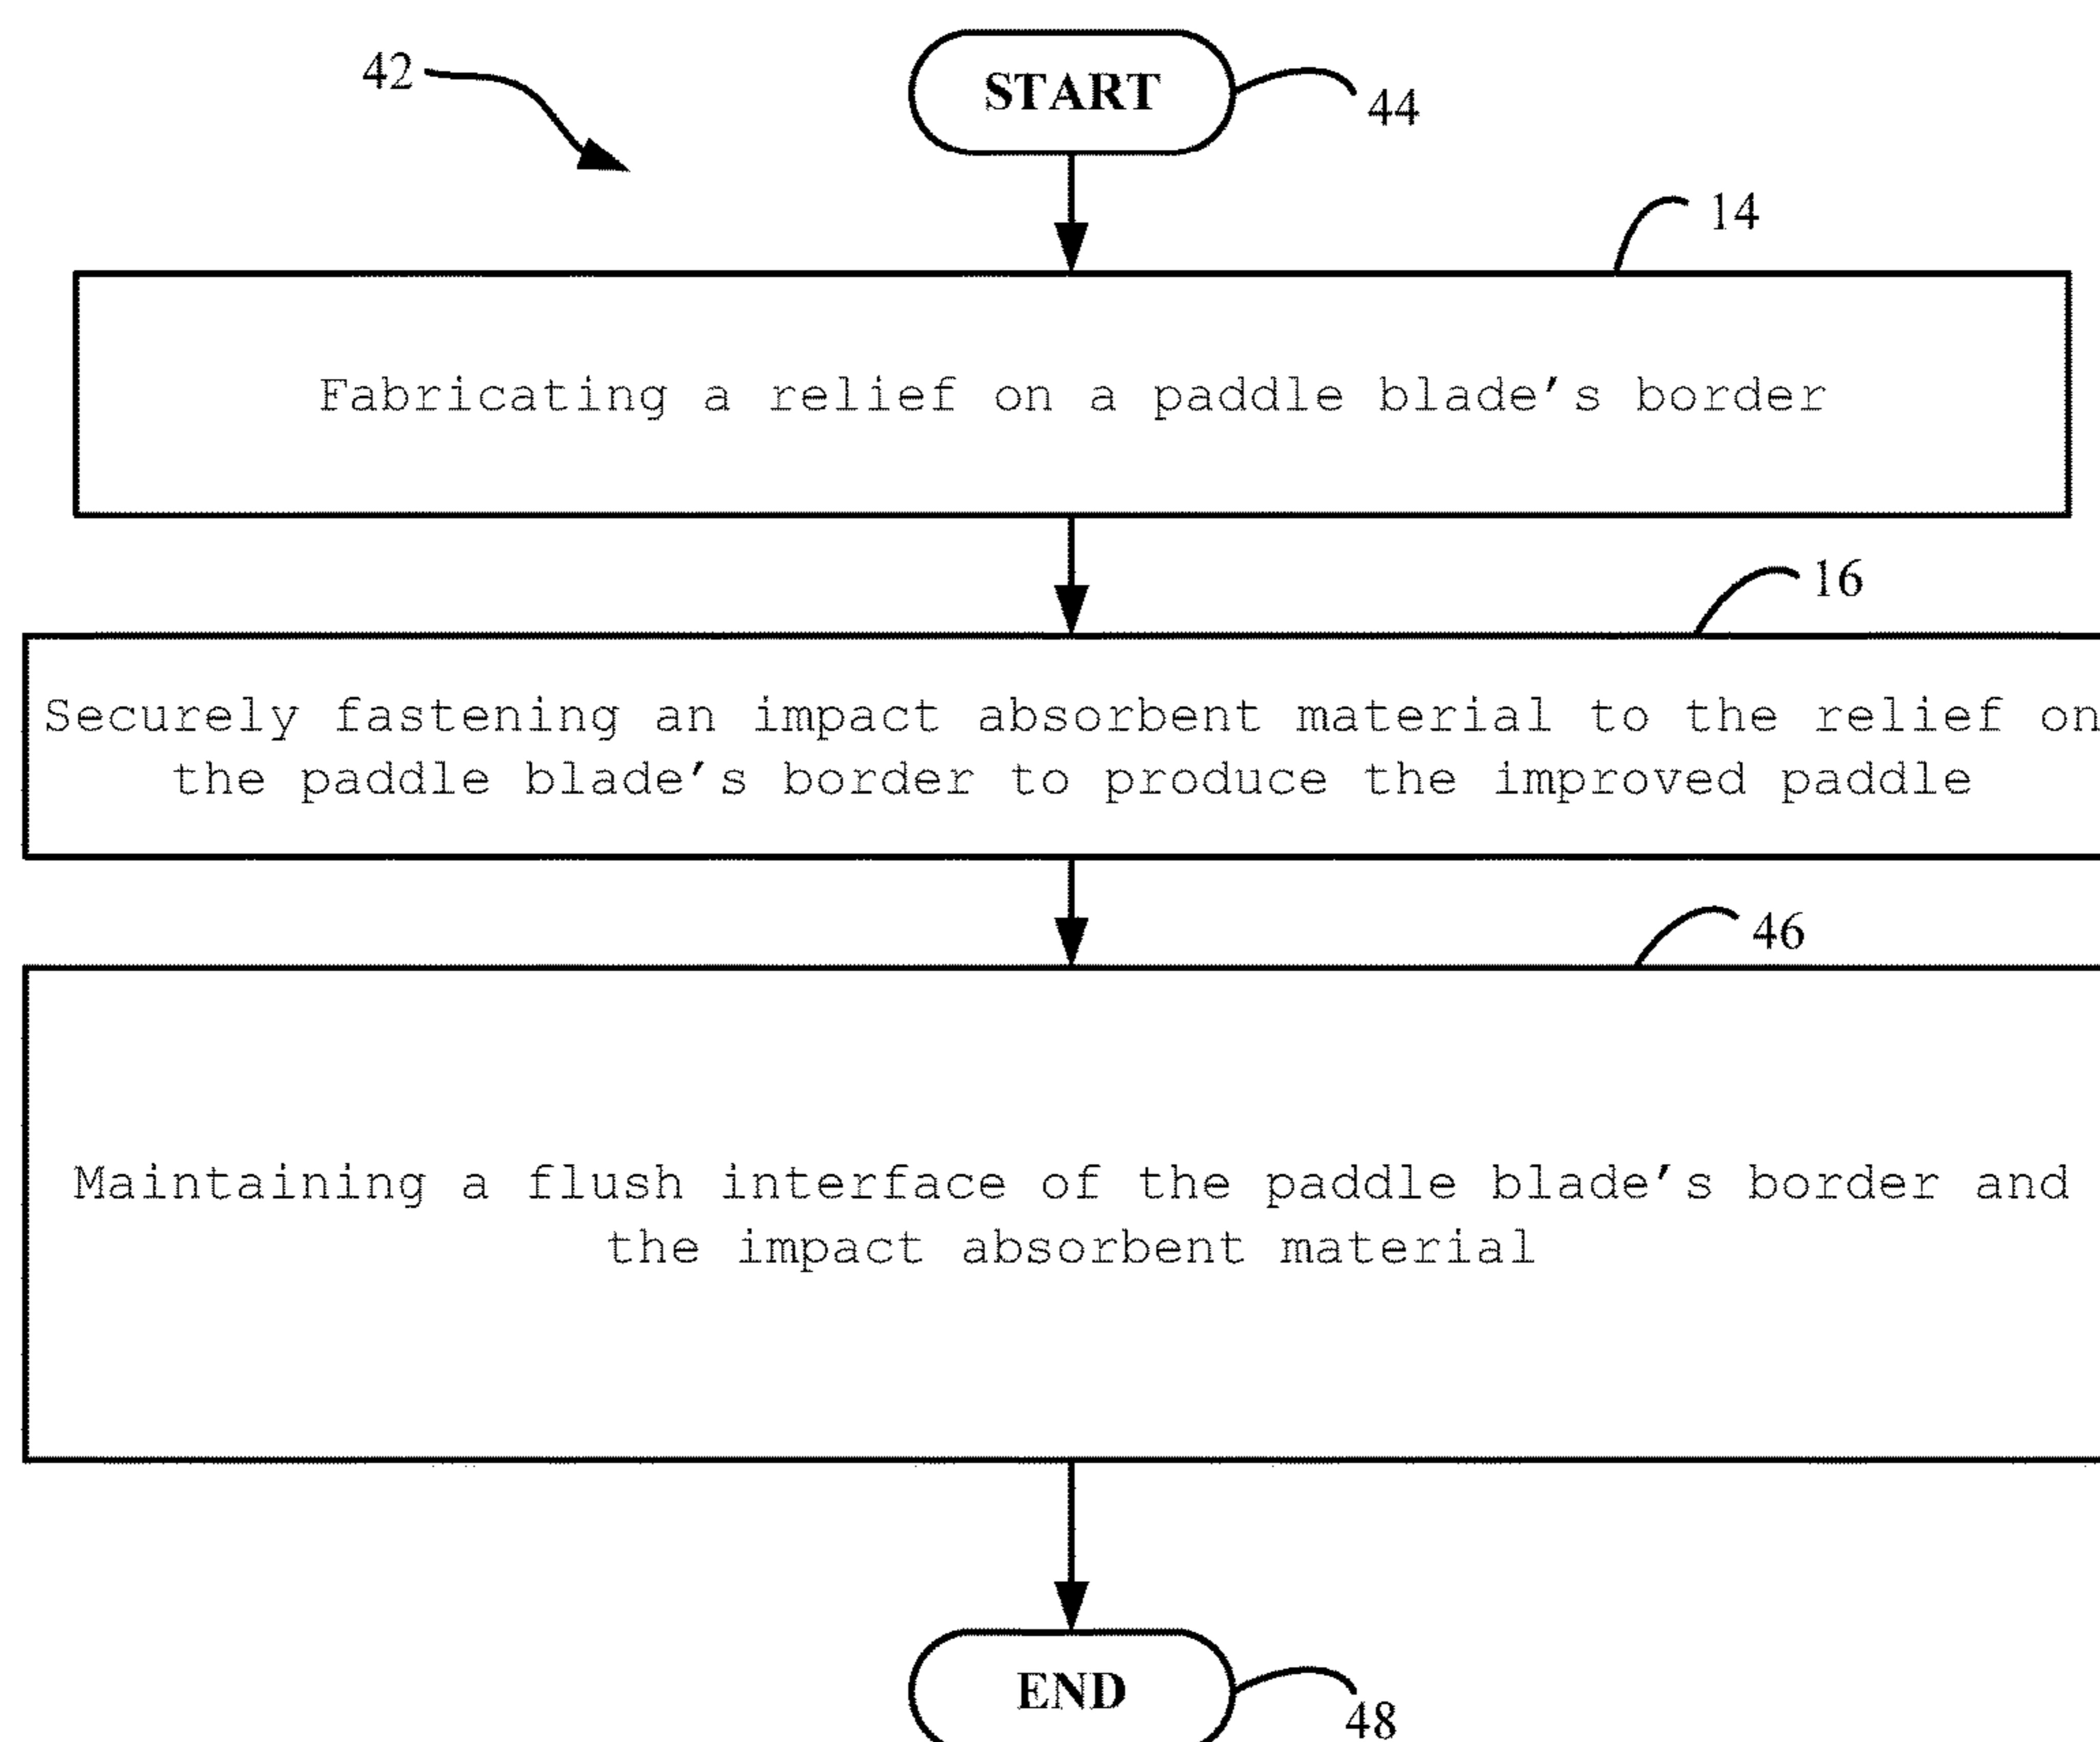 42
START
44
14
Fabricating a relief on a paddle blade's border
16
Securely fastening an impact absorbent material to the relief on
the paddle blade's border to produce the improved paddle
46
Maintaining a flush interface of the paddle blade's border and
the impact absorbent material
END
48